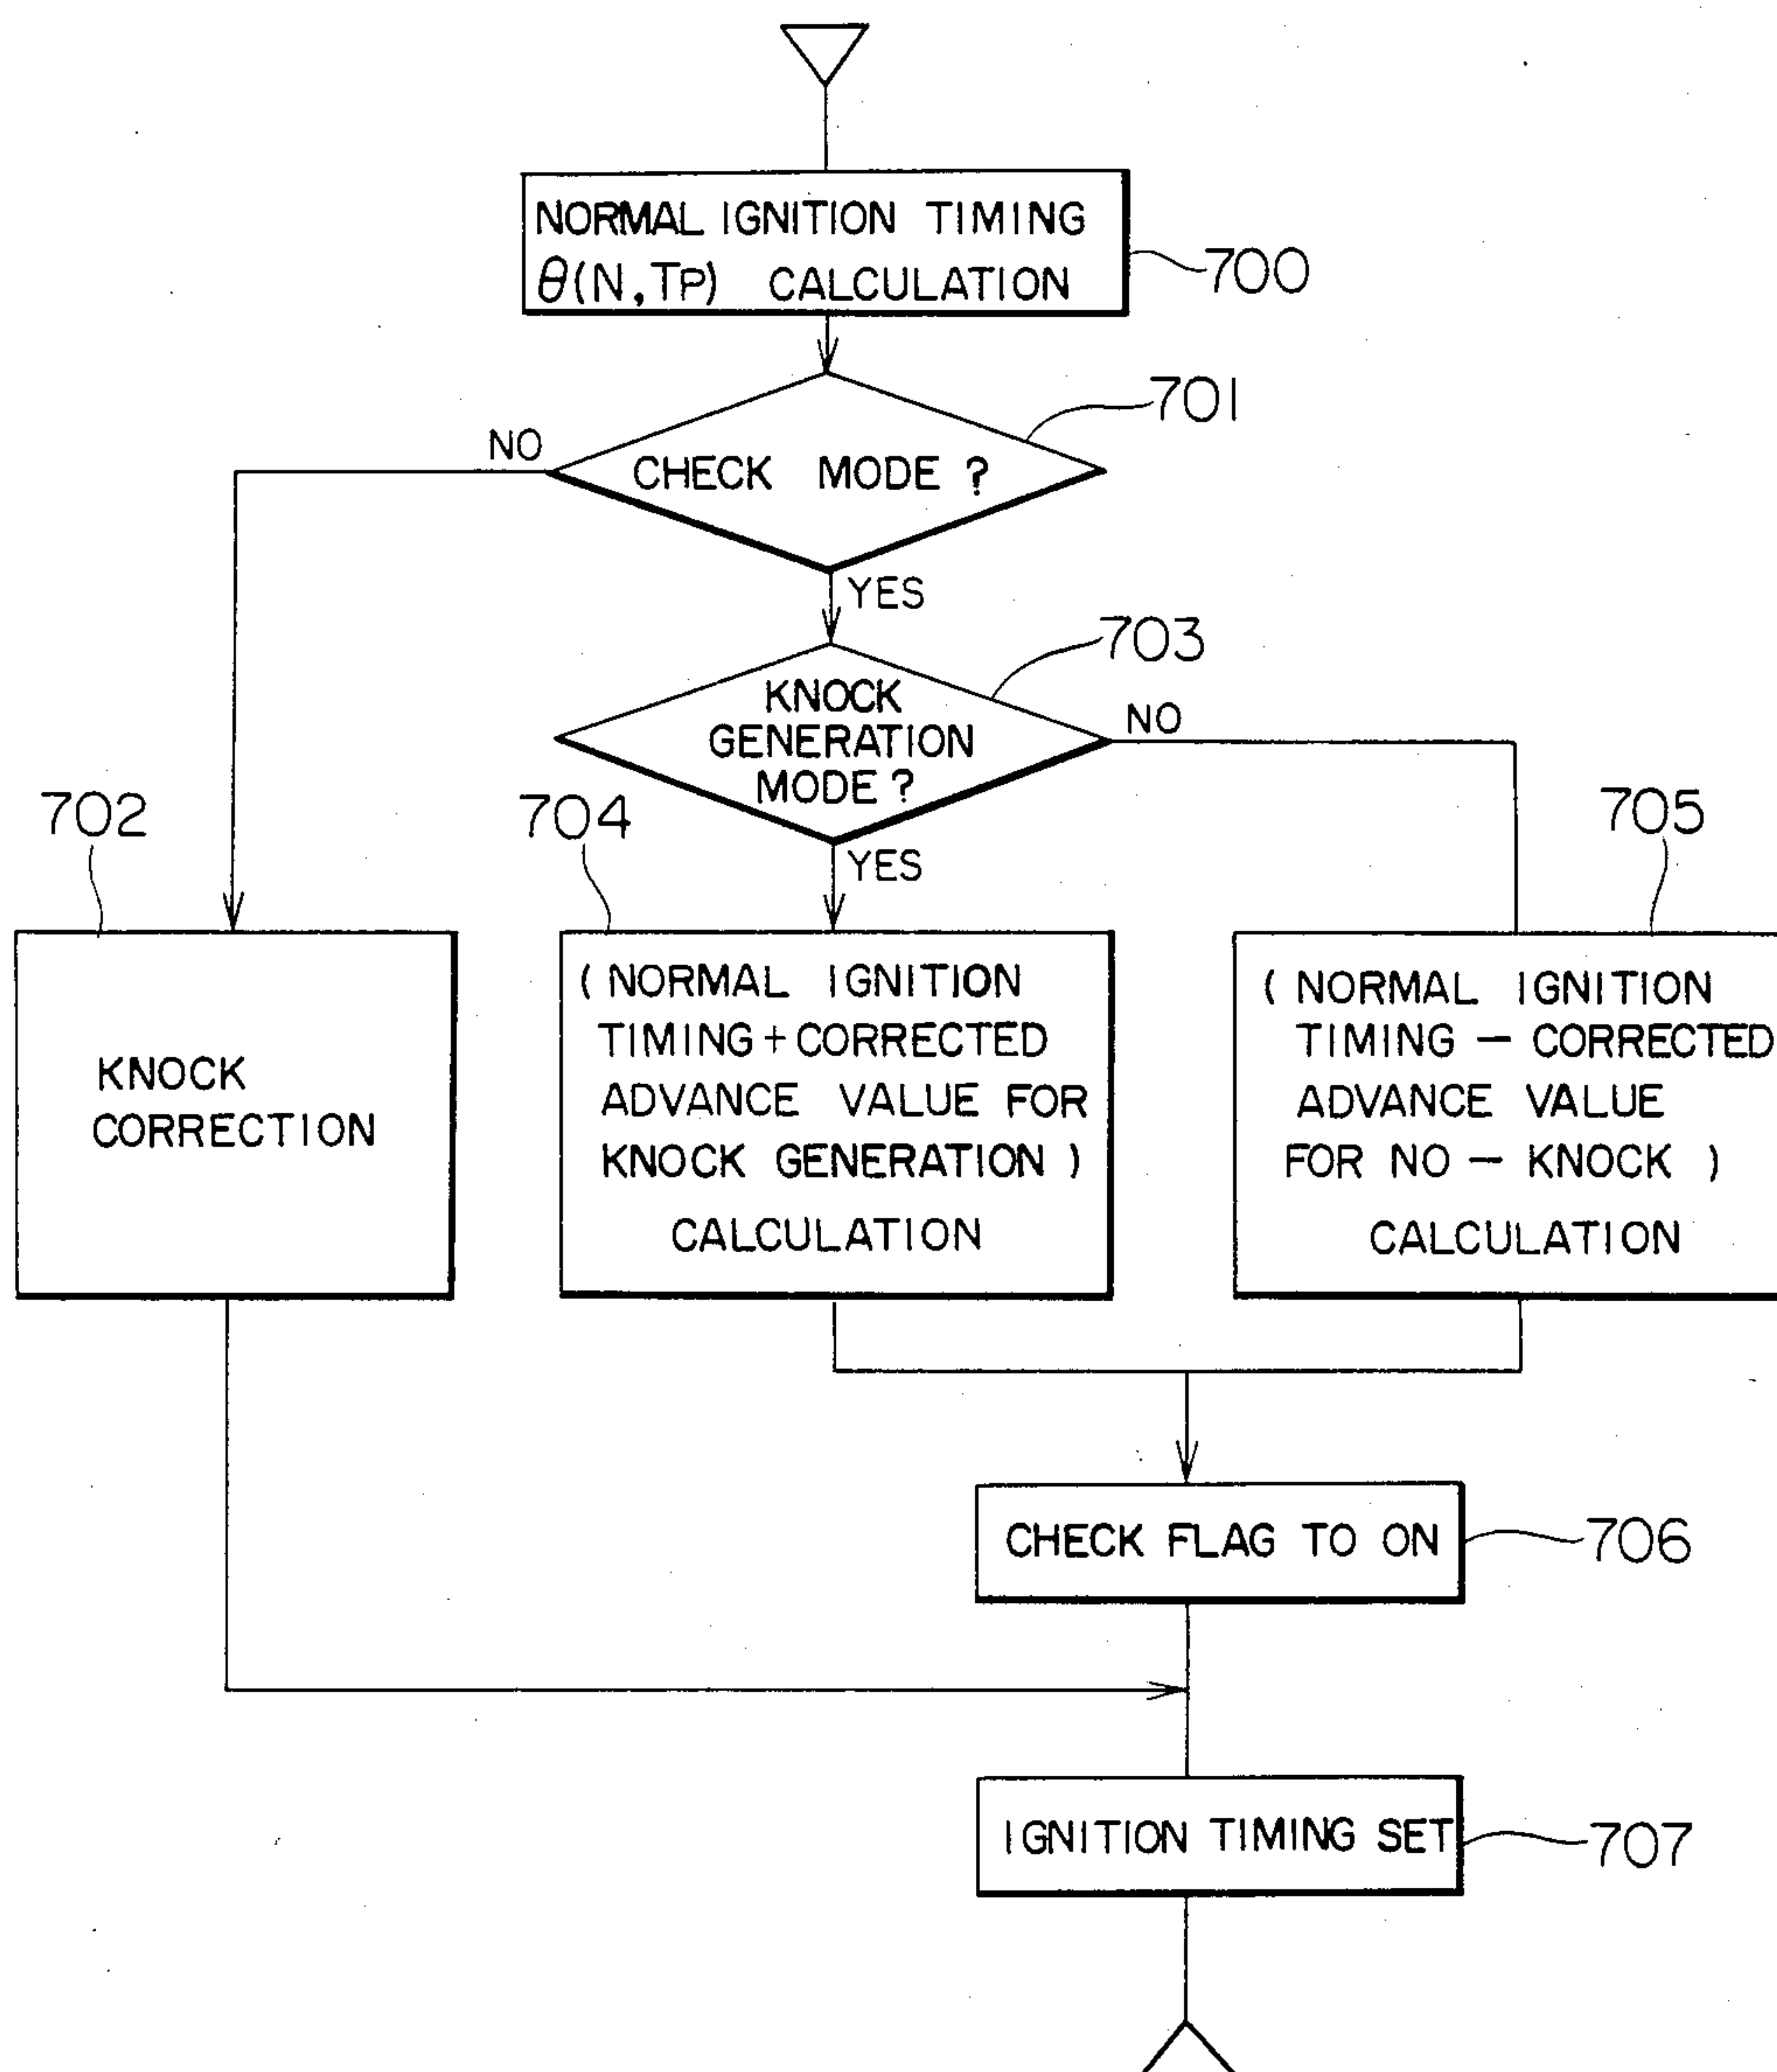 NORMAL IGNITION TIMING
θ(N,TP) CALCULATION
700
701
NO
CHECK MODE ?
YES
703
KNOCK
GENERATION
MODE ?
NO
YES
702
704
705
KNOCK
CORRECTION
( NORMAL IGNITION
TIMING + CORRECTED
ADVANCE VALUE FOR
KNOCK GENERATION )
CALCULATION
( NORMAL IGNITION
TIMING — CORRECTED
ADVANCE VALUE
FOR NO — KNOCK )
CALCULATION
CHECK FLAG TO ON
706
IGNITION TIMING SET
707